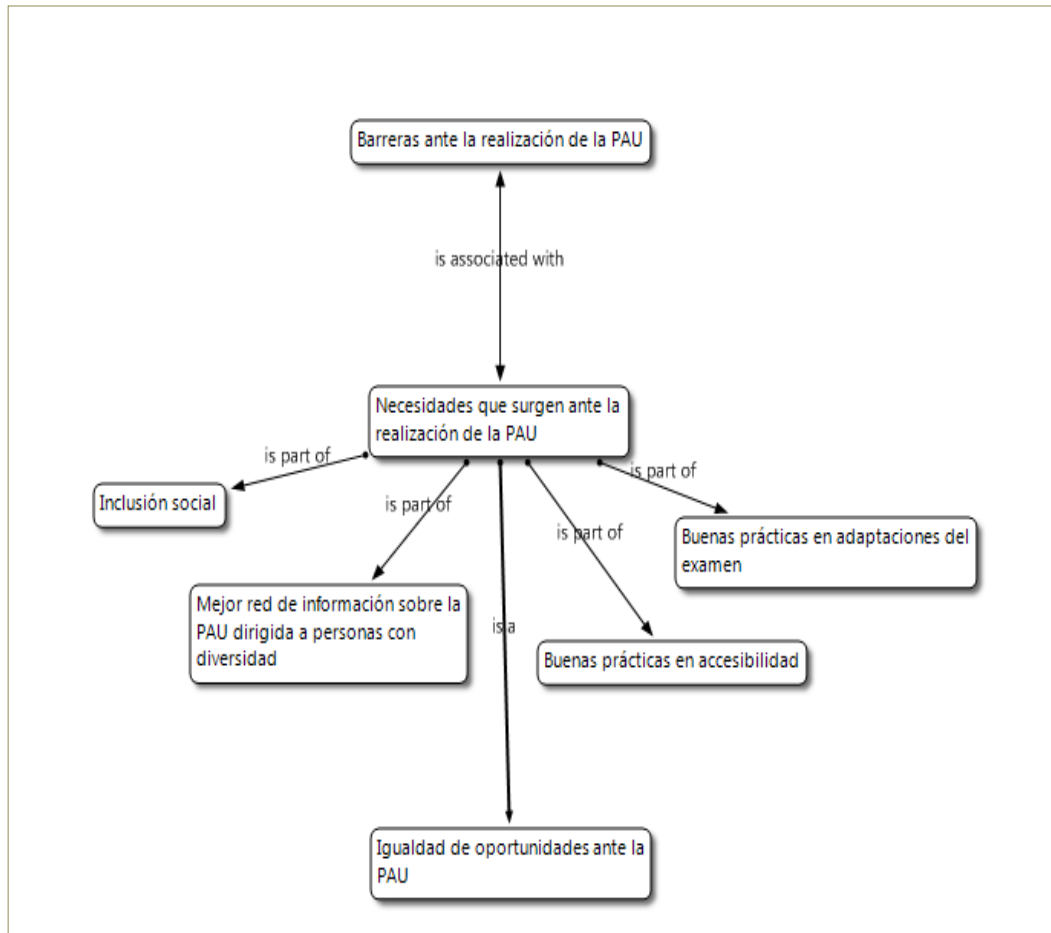 Barreras ante la realización de la PAU
is associated with
Necesidades que surgen ante la
realización de la PAU
is part of
is part of
is a
is part of
is part of
Inclusión social
Mejor red de información sobre la
PAU dirigida a personas con
diversidad
Buenas prácticas en accesibilidad
Buenas prácticas en adaptaciones del
examen
Igualdad de oportunidades ante la
PAU